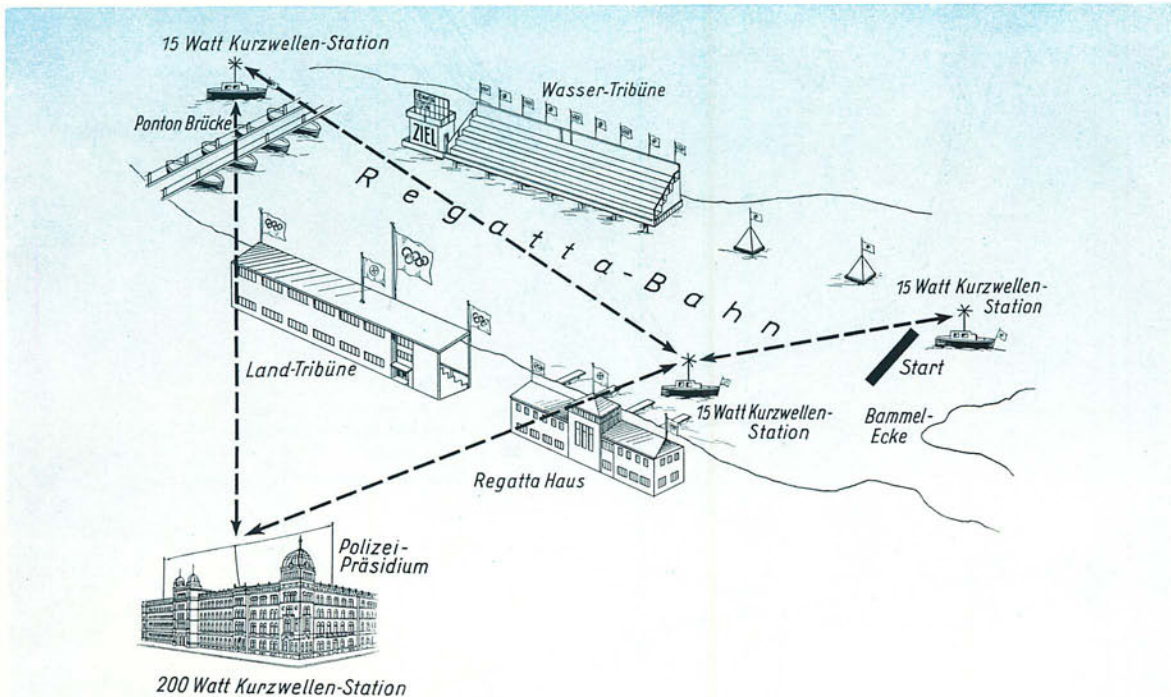 15 Watt Kurzwellen-Station
Wasser-Tribüne
Ponton Brücke
ZIEL
Regatta-Bahn
15 Watt Kurzwellen-
Station
Start
Land-Tribüne
15 Watt Kurzwellen-
Station
Bammel-
Ecke
Regatta Haus
Polizei-
Präsidium
200 Watt Kurzwellen-Station